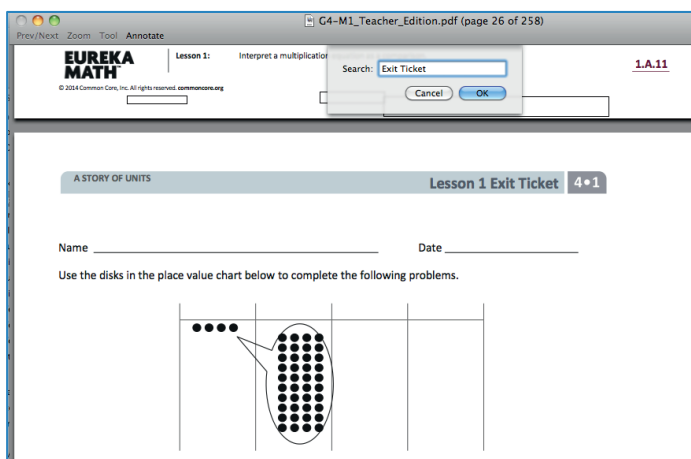 G4-M1_Teacher_Edition.pdf (page 26 of 258)
Prev/Next Zoom Tool Annotate
EUREKA
MATH™
Lesson 1:
Interpret a multiplication
Search: Exit Ticket
Cancel OK
1.A.11
© 2014 Common Core, Inc. All rights reserved. commoncore.org
A STORY OF UNITS
Lesson 1 Exit Ticket 4•1
Name
Date
Use the disks in the place value chart below to complete the following problems.